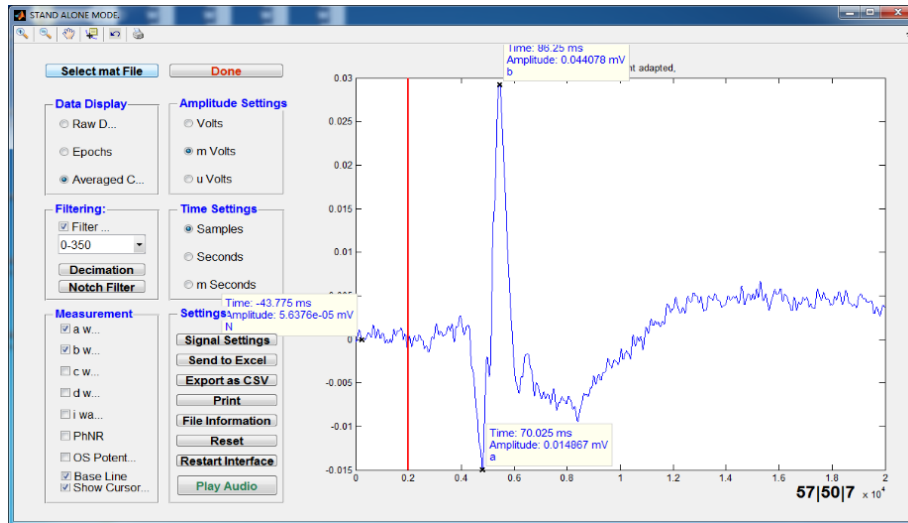 STAND ALONE MODE.
Select mat File
Done
Data Display
Raw D...
Epochs
Averaged C...
Amplitude Settings
Volts
m Volts
u Volts
Filtering:
Filter ...
0-350
Decimation
Notch Filter
Time Settings
Samples
Seconds
m Seconds
Time: -43.775 ms
Amplitude: 5.6376e-05 mV
N
Measurement
a w...
b w...
c w...
d w...
i wa...
PhNR
OS Potent...
Base Line
Show Cursor...
Settings
Signal Settings
Send to Excel
Export as CSV
Print
File Information
Reset
Restart Interface
Play Audio
Time: 86.25 ms
Amplitude: 0.044078 mV
b
adapted,
0.03
0.025
0.02
0.015
0.01
0
-0.005
-0.01
-0.015
Time: 70.025 ms
Amplitude: 0.014867 mV
a
0 0.2 0.4 0.6 0.8 1 1.2 1.4 1.6 1.8 2
57|50|7
x 10⁴